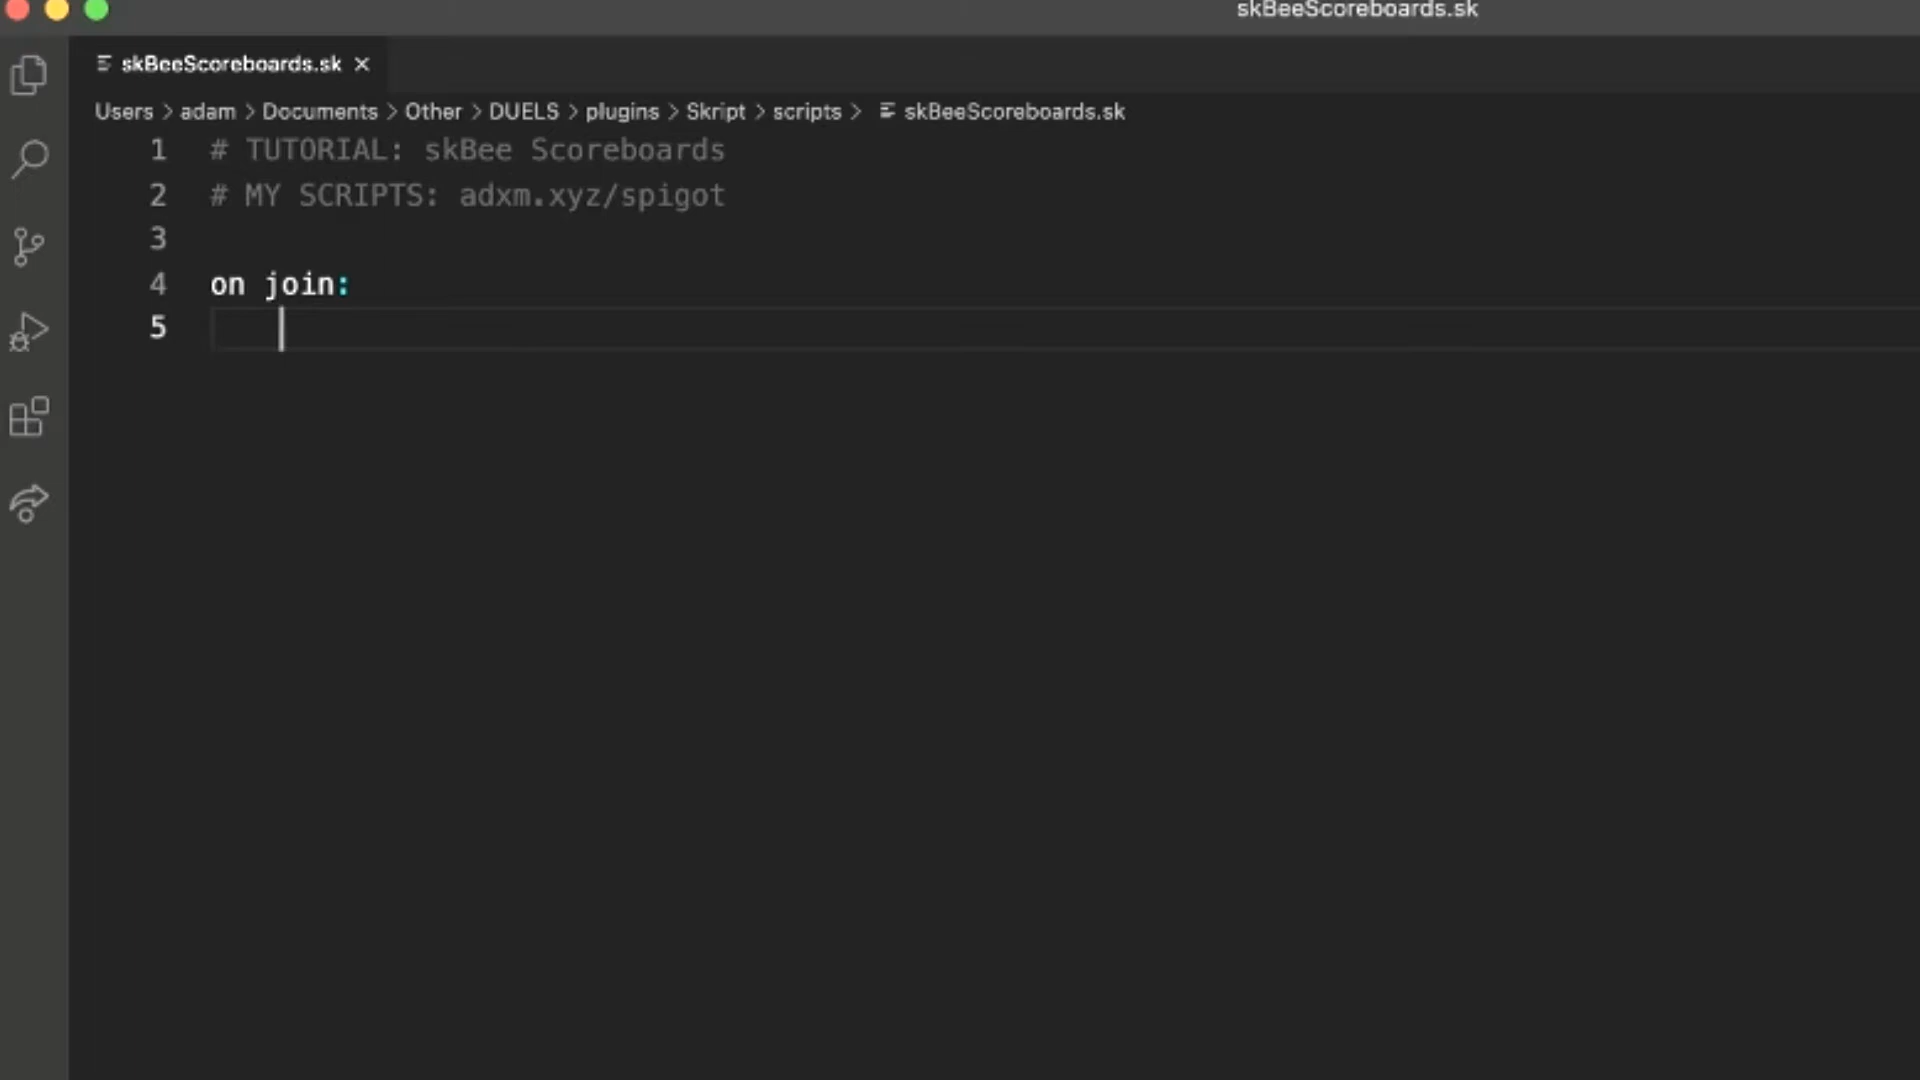 skBeeScoreboards.sk
skBeeScoreboards.sk
Users > adam > Documents > Other > DUELS > plugins > Skript > scripts > skBeeScoreboards.sk
1 # TUTORIAL: skBee Scoreboards
2 # MY SCRIPTS: adxm.xyz/spigot
3
4 on join:
5